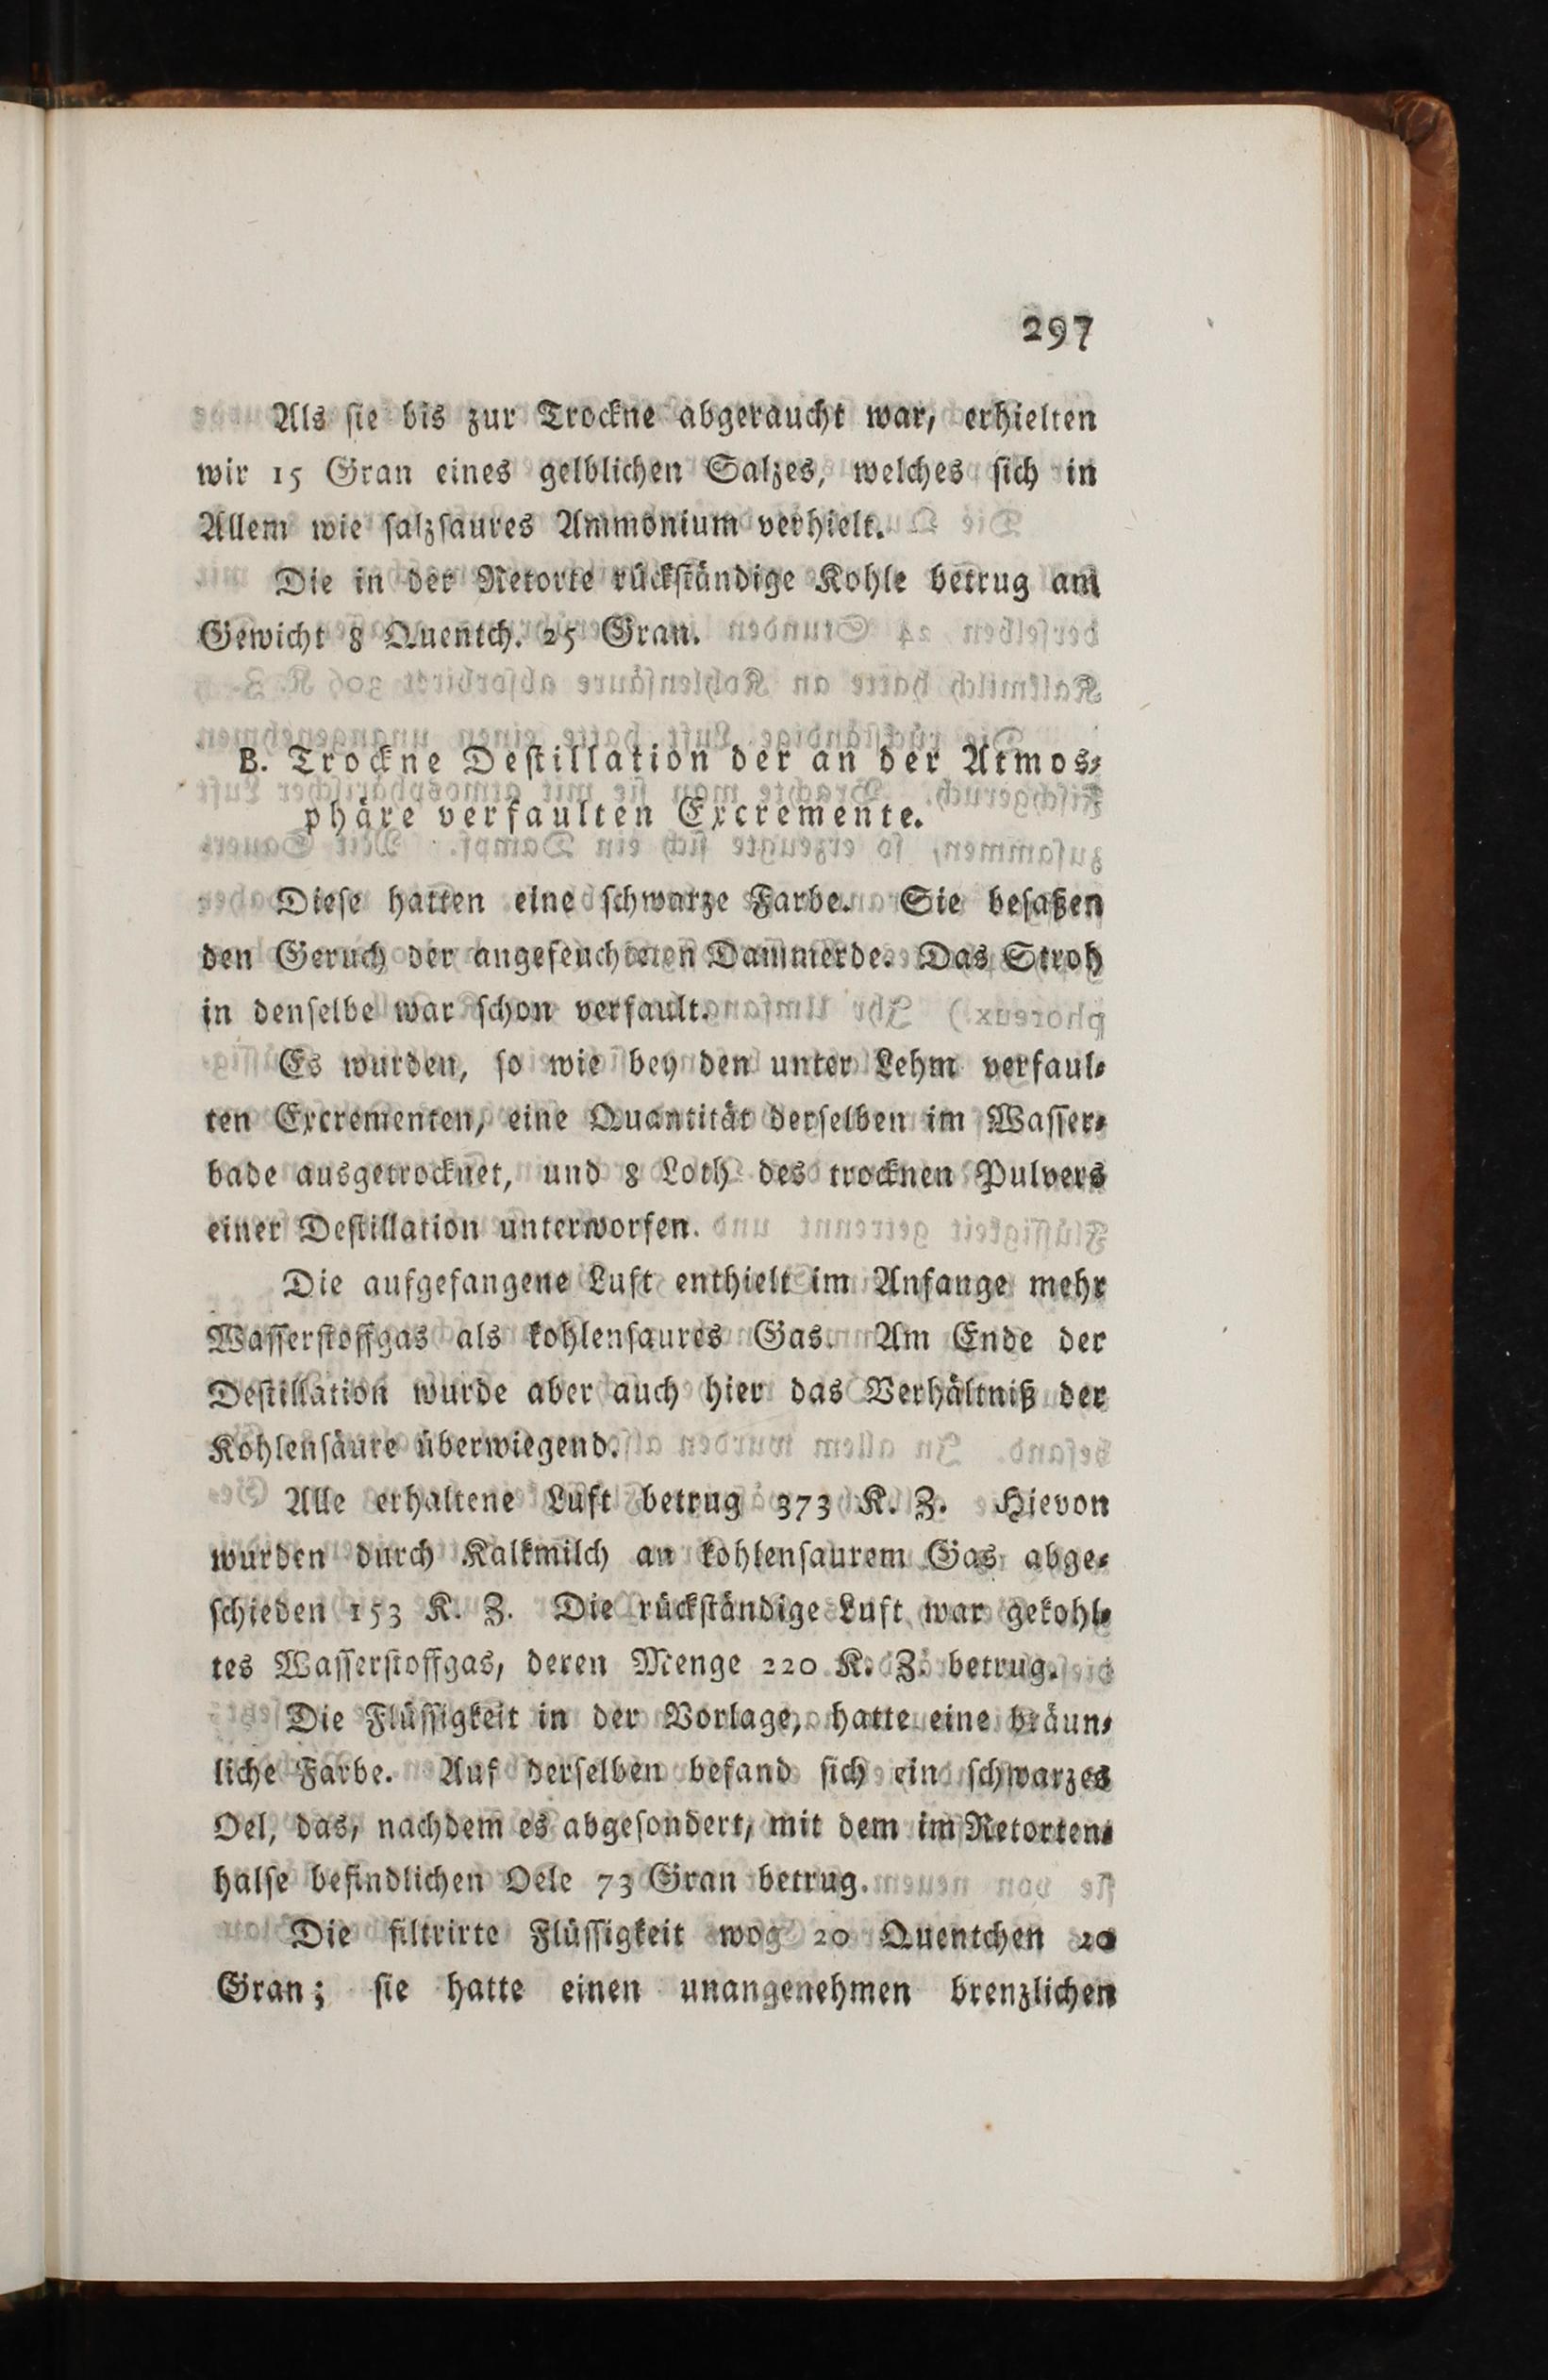 297
Als ſie bis zur Trockne abgeraucht war, erhielten
wir 15 Gran eines gelblichen Salzes, welches ſich in
Allem wie ſalzſaures Ammonium verhielt.
Die in der Retorte rückſtändige Kohle betrug am
Gewicht 8 Quentch. 25 Gran.
B. Trockne Deſtillation der an der Atmos⸗
phäre verfaulten Excremente.
Dieſe hatten eine ſchwarze Farbe. Sie beſaßen
den Geruch der angefeuchteten Dammerde. Das Stroh
in denſelbe war ſchon verfault.
Es wurden, ſo wie bey den unter Lehm verfaul⸗
ten Excrementen, eine Quantität derſelben im Waſſer⸗
bade ausgetrocknet, und 8 Loth des trocknen Pulvers
einer Deſtillation unterworfen.
Die aufgefangene Luft enthielt im Anfange mehr
Waſſerſtoffgas als kohlenſaures Gas. Am Ende der
Deſtillation wurde aber auch hier das Verhältniß der
Kohlenſäure überwiegend.
Alle erhaltene Luft betrug 373 K. Z. Hievon
wurden durch Kalkmilch an kohlenſaurem Gas abge⸗
ſchieden 153 K. Z. Die rückſtändige Luft war gekohl⸗
tes Waſſerſtoffgas, deren Menge 220 K. Z. betrug.
Die Flüſſigkeit in der Vorlage, hatte eine bräun⸗
liche Farbe. Auf derſelben befand ſich ein ſchwarzes
Oel, das, nachdem es abgeſondert, mit dem im Retorten⸗
halſe befindlichen Oele 73 Gran betrug.
Die filtrirte Flüſſigkeit wog 20 Quentchen 20
Gran; ſie hatte einen unangenehmen brenzlichen